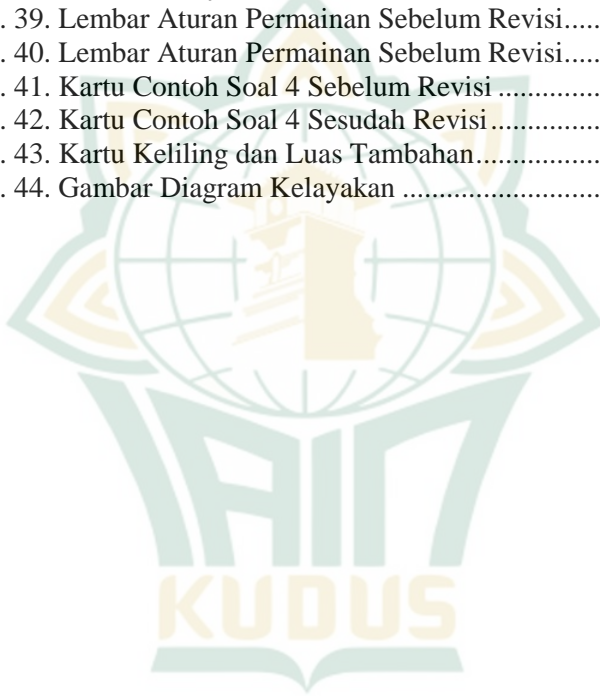 . 39. Lembar Aturan Permainan Sebelum Revisi.....
. 40. Lembar Aturan Permainan Sebelum Revisi.....
. 41. Kartu Contoh Soal 4 Sebelum Revisi ..............
. 42. Kartu Contoh Soal 4 Sesudah Revisi...............
. 43. Kartu Keliling dan Luas Tambahan.................
. 44. Gambar Diagram Kelayakan ..........................
IAIN
KUDUS